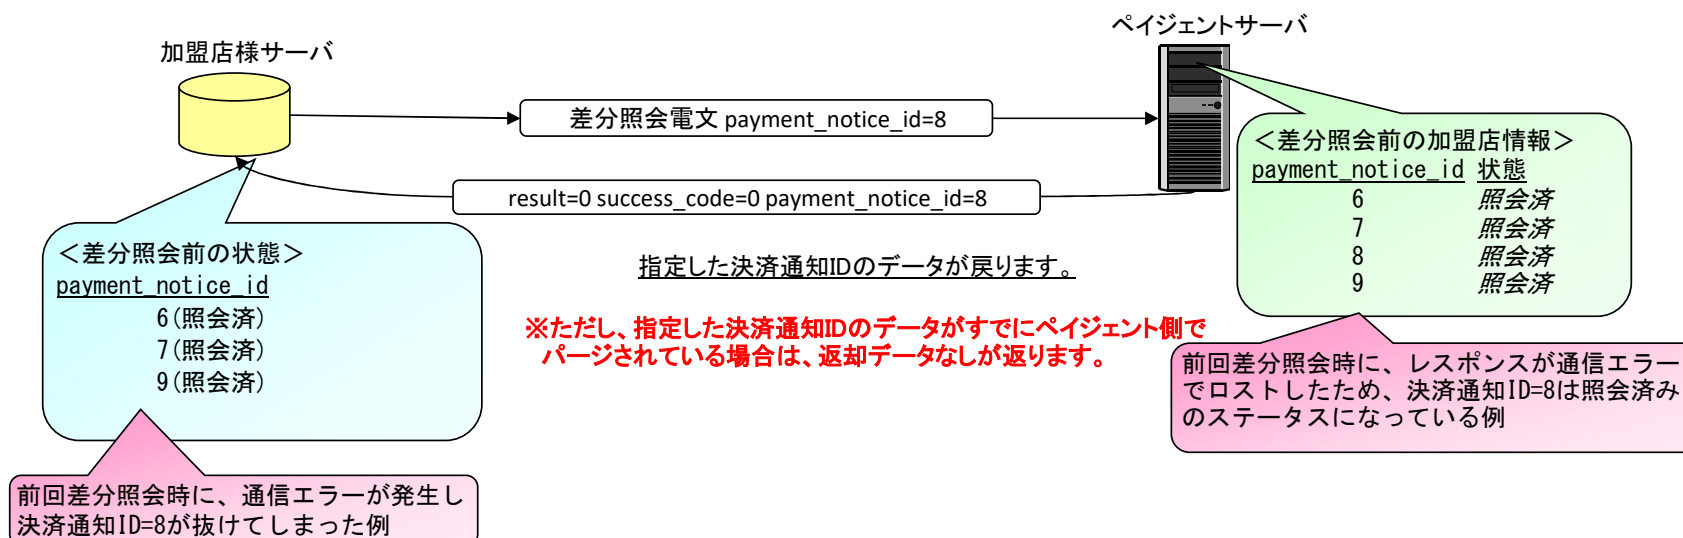 ペイジェントサーバ
加盟店様サーバ
差分照会電文 payment_notice_id=8
result=0 success_code=0 payment_notice_id=8
＜差分照会前の加盟店情報＞
payment_notice_id 状態
6 照会済
7 照会済
8 照会済
9 照会済
＜差分照会前の状態＞
payment_notice_id
6(照会済)
7(照会済)
9(照会済)
指定した決済通知IDのデータが戻ります。
※ただし、指定した決済通知IDのデータがすでにペイジェント側で
パージされている場合は、返却データなしが返ります。
前回差分照会時に、レスポンスが通信エラー
でロストしたため、決済通知ID=8は照会済み
のステータスになっている例
前回差分照会時に、通信エラーが発生し
決済通知ID=8が抜けてしまった例